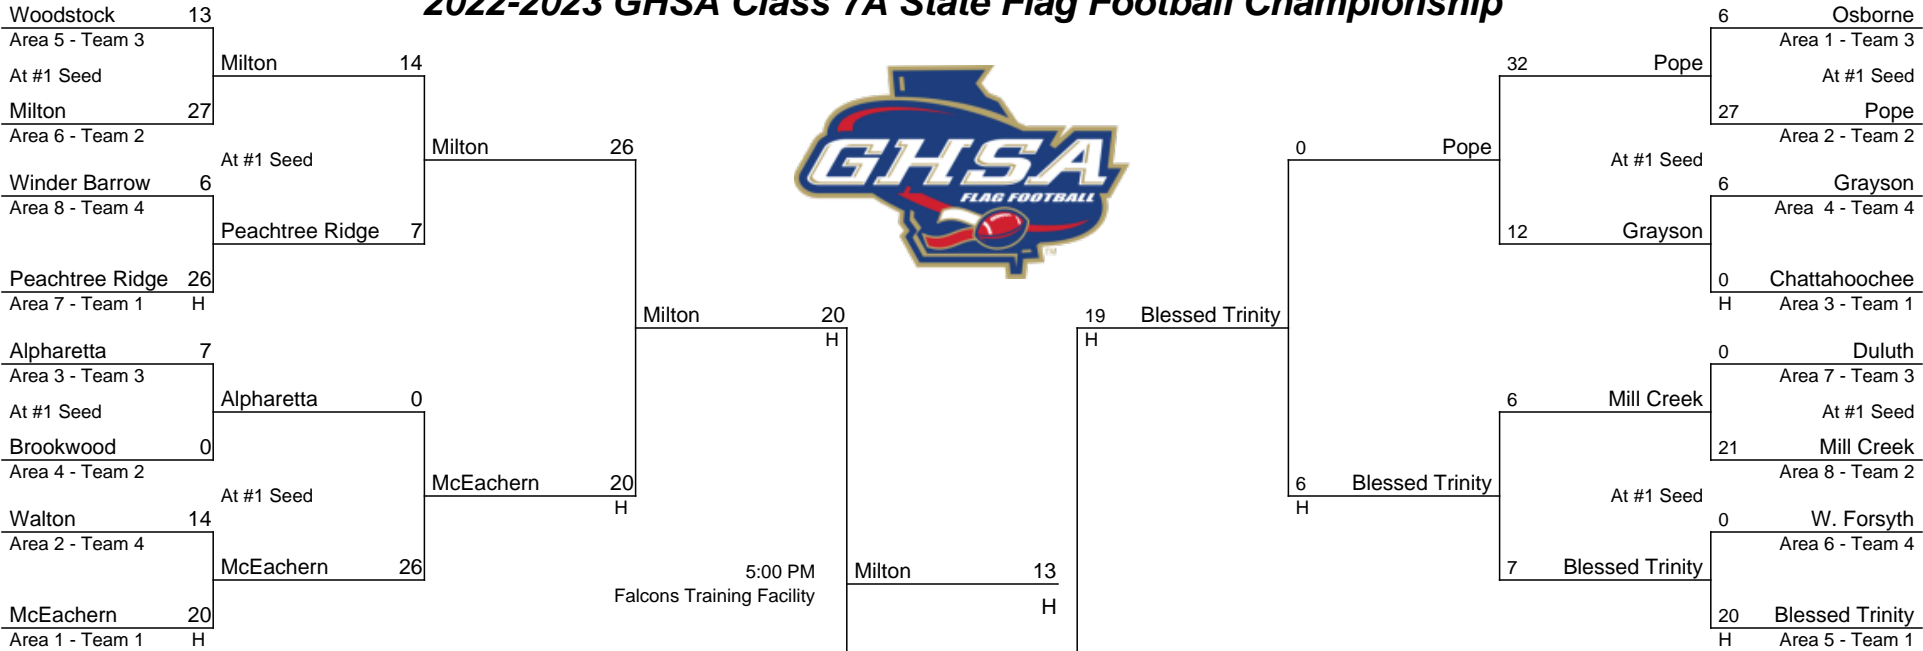 2022-2023 GHSA Class 7A State Flag Football Championship
Woodstock 13
Area 5 - Team 3
At #1 Seed
Milton 27
Area 6 - Team 2
Winder Barrow 6
Area 8 - Team 4
Peachtree Ridge 26
Area 7 - Team 1 H
Alpharetta 7
Area 3 - Team 3
At #1 Seed
Brookwood 0
Area 4 - Team 2
Walton 14
Area 2 - Team 4
McEachern 20
Area 1 - Team 1 H
Milton 14
At #1 Seed
Peachtree Ridge 7
Alpharetta 0
At #1 Seed
McEachern 26
Milton 26
McEachern 20
H
Milton 20
H
5:00 PM
Falcons Training Facility
Milton 13
H
GHSA
FLAG FOOTBALL
TM
19 Blessed Trinity
H
0 Pope
6 Blessed Trinity
H
32 Pope
At #1 Seed
12 Grayson
6 Mill Creek
At #1 Seed
7 Blessed Trinity
6 Osborne
Area 1 - Team 3
At #1 Seed
27 Pope
Area 2 - Team 2
6 Grayson
Area 4 - Team 4
0 Chattahoochee
H Area 3 - Team 1
0 Duluth
Area 7 - Team 3
At #1 Seed
21 Mill Creek
Area 8 - Team 2
0 W. Forsyth
Area 6 - Team 4
20 Blessed Trinity
H Area 5 - Team 1